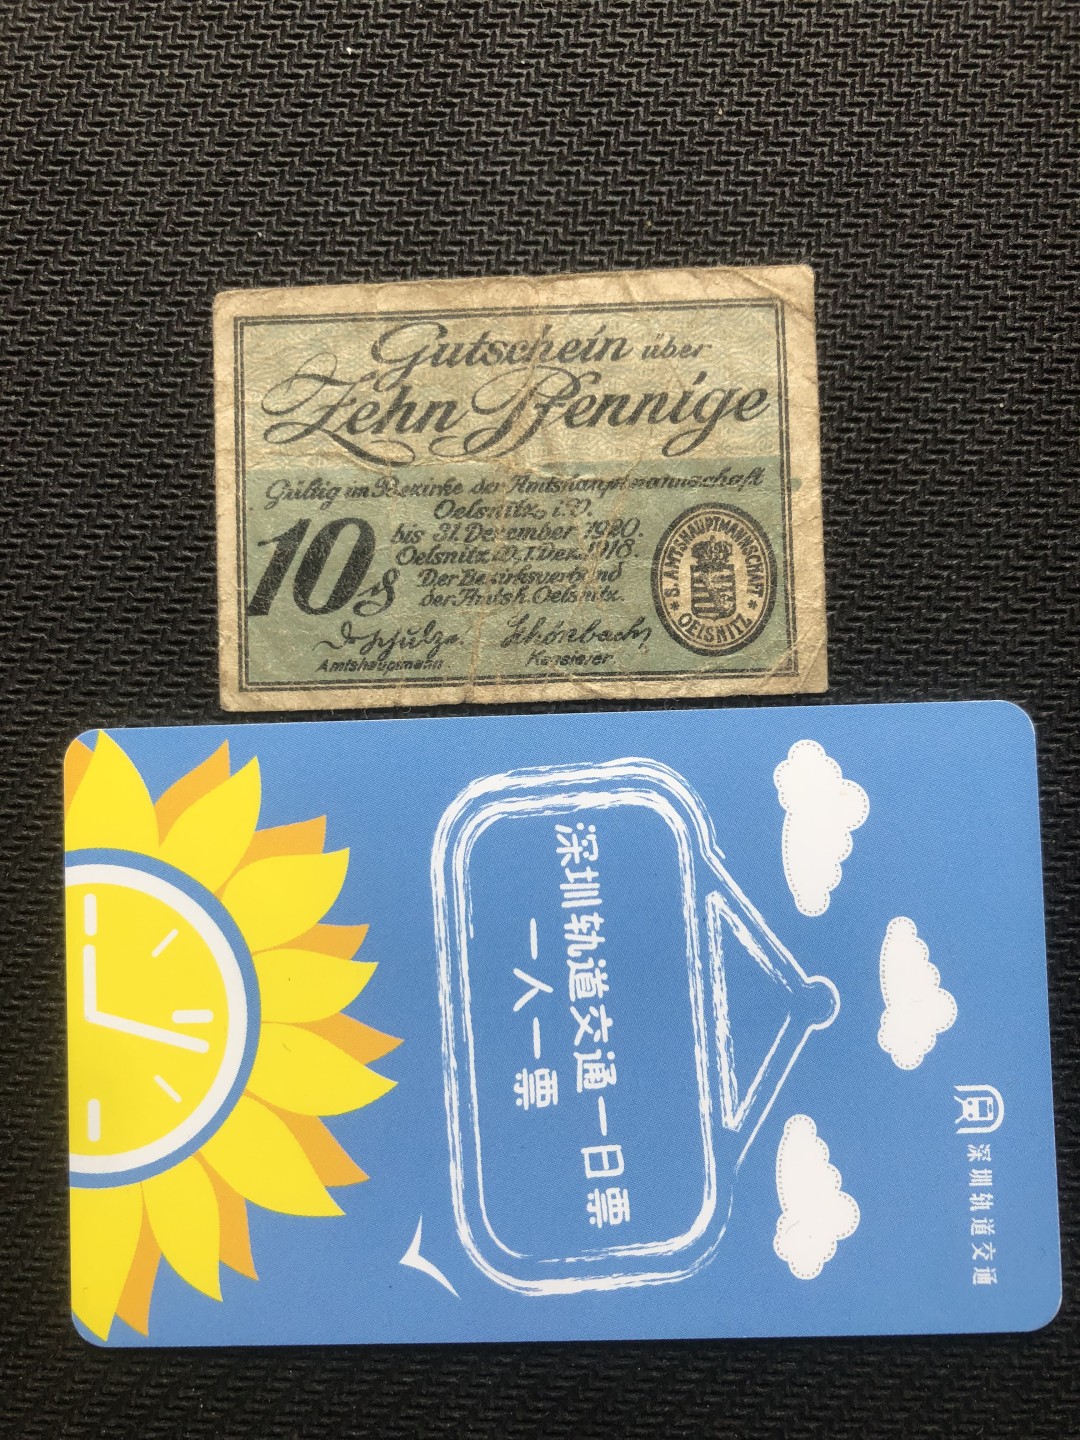 Gutschein über
Zehn Pfennige
Gültig im Bezirke der Amtshauptmannschaft
Oelsnitz i.V.
bis 31. Dezember 1920.
Oelsnitz i.V., 1. Dez. 1918.
Der Bezirksverband
der Amtsh. Oelsnitz.
10
Schönbach
Amtshauptmann
Kassierer
S. AMTSHAUPTMANNSCHAFT
* OELSNITZ *
深圳轨道交通一日票
一人一票
深圳轨道交通